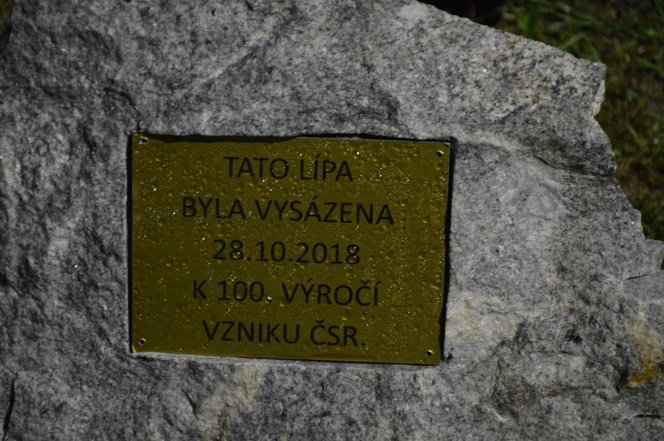 TATO LÍPA
BYLA VYSÁZENA
28.10.2018
K 100. VÝROČÍ
VZNIKU ČSR.